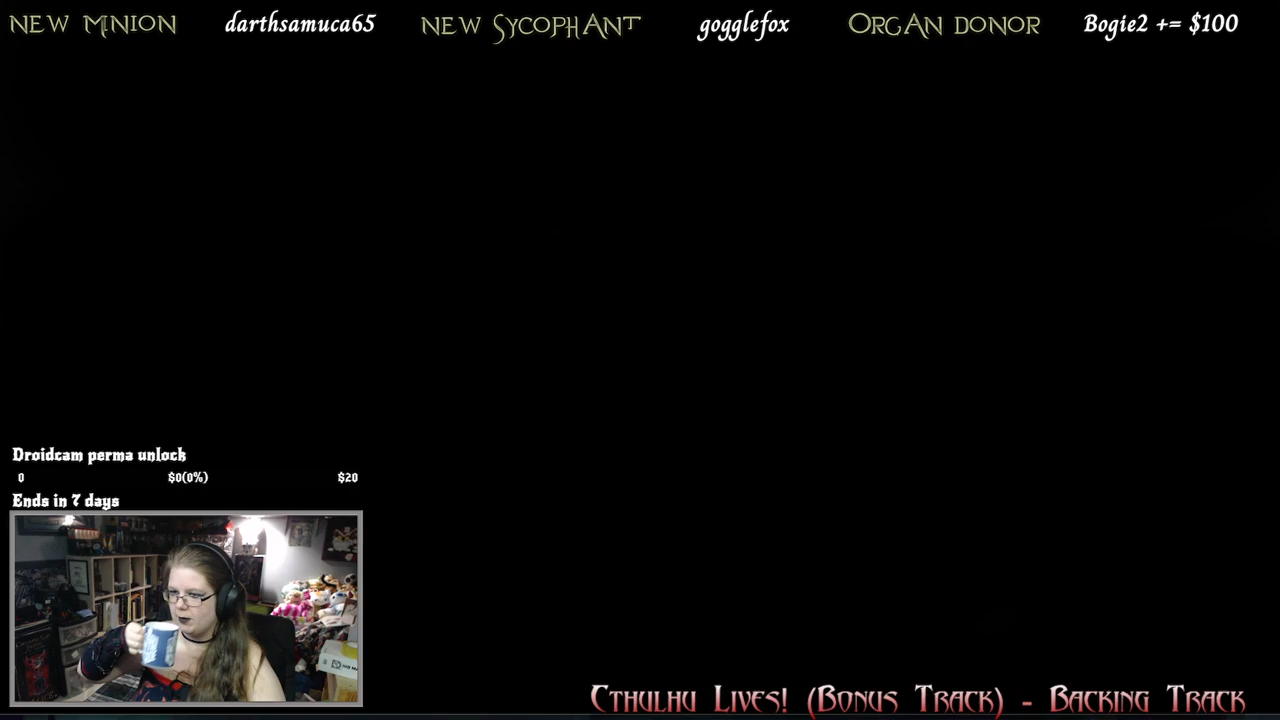 NEW MINION darthsamuca65 NEW SYCOPHANT gogglefox ORGAN DONOR Bogie2 += $100
Droidcam perma unlock
0 $0(0%) $20
Ends in 7 days
CTHULHU LIVES! (BONUS TRACK) - BACKING TRACK